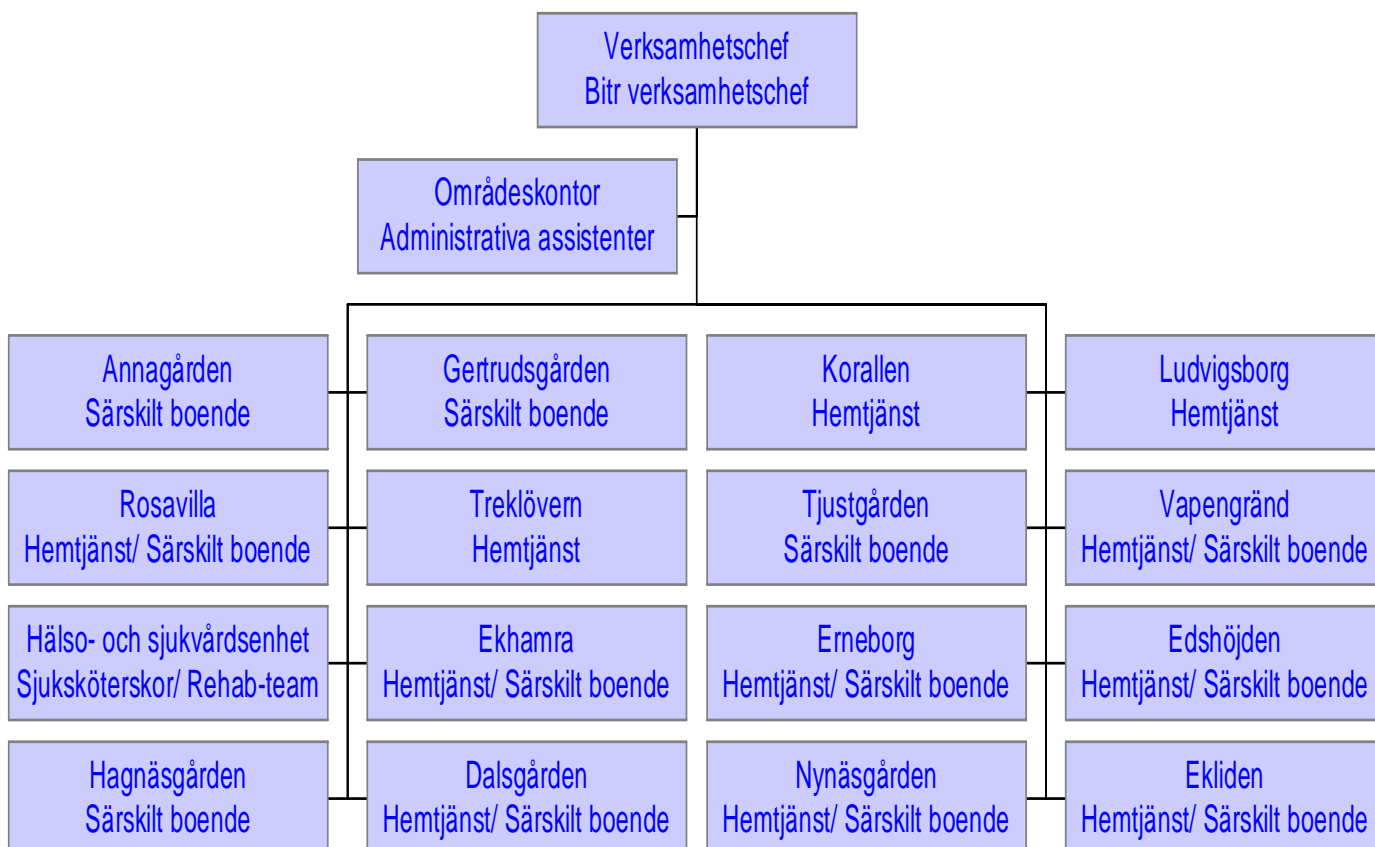 Verksamhetschef
Bitr verksamhetschef
Områdeskontor
Administrativa assistenter
Annagården
Särskilt boende
Gertrudsgården
Särskilt boende
Korallen
Hemtjänst
Ludvigsborg
Hemtjänst
Rosavilla
Hemtjänst/ Särskilt boende
Treklövern
Hemtjänst
Tjustgården
Särskilt boende
Vapengränd
Hemtjänst/ Särskilt boende
Hälso- och sjukvårdsenhet
Sjuksköterskor/ Rehab-team
Ekhamra
Hemtjänst/ Särskilt boende
Erneborg
Hemtjänst/ Särskilt boende
Edshöjden
Hemtjänst/ Särskilt boende
Hagnäsgården
Särskilt boende
Dalsgården
Hemtjänst/ Särskilt boende
Nynäsgården
Hemtjänst/ Särskilt boende
Ekliden
Hemtjänst/ Särskilt boende